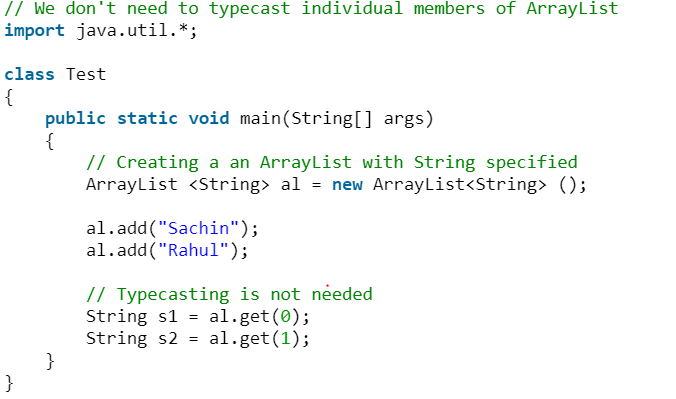 // We don't need to typecast individual members of ArrayList
import java.util.*;
class Test
{
    public static void main(String[] args)
    {
        // Creating a an ArrayList with String specified
        ArrayList <String> al = new ArrayList<String> ();
        al.add("Sachin");
        al.add("Rahul");
        // Typecasting is not needed
        String s1 = al.get(0);
        String s2 = al.get(1);
    }
}